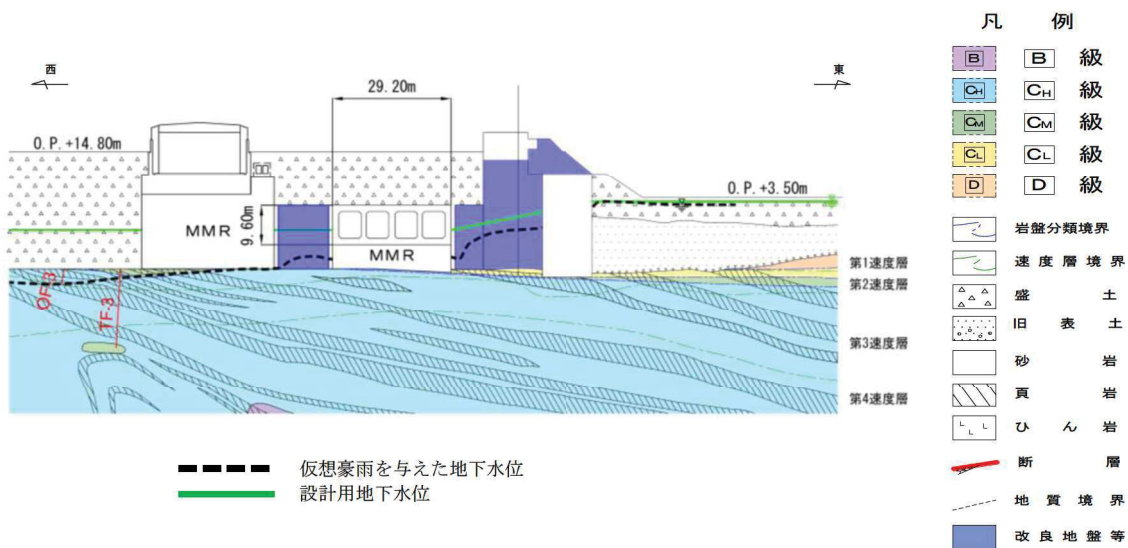 西
東
29.20m
O.P.+14.80m
O.P.+3.50m
9.60m
MMR
MMR
OF-3
TF-3
第1速度層
第2速度層
第3速度層
第4速度層
仮想豪雨を与えた地下水位
設計用地下水位
凡 例
B B 級
CH CH 級
CM CM 級
CL CL 級
D D 級
岩盤分類境界
速度層境界
盛土
旧表土
砂岩
頁岩
ひん岩
断層
地質境界
改良地盤等